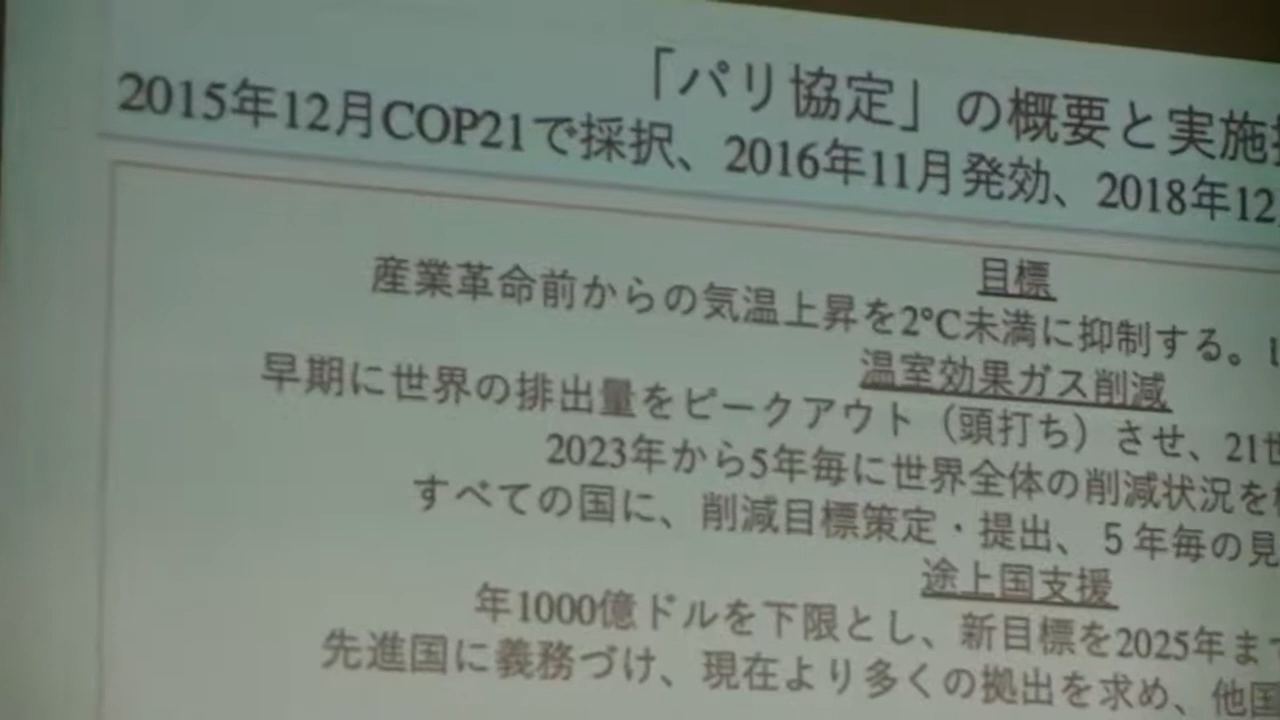 「パリ協定」の概要と実施
2015年12月COP21で採択、2016年11月発効、2018年12
目標
産業革命前からの気温上昇を2°C未満に抑制する。
温室効果ガス削減
早期に世界の排出量をピークアウト（頭打ち）させ、21世
2023年から5年毎に世界全体の削減状況を
すべての国に、削減目標策定・提出、５年毎の見
途上国支援
年1000億ドルを下限とし、新目標を2025年ま
先進国に義務づけ、現在より多くの拠出を求め、他国